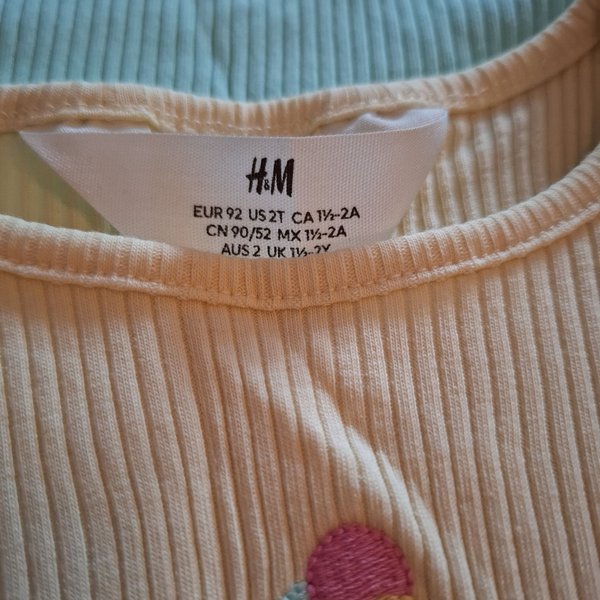 H&M
EUR 92 US 2T CA 1½-2A
CN 90/52 MX 1½-2A
AUS 2 UK 1½-2Y